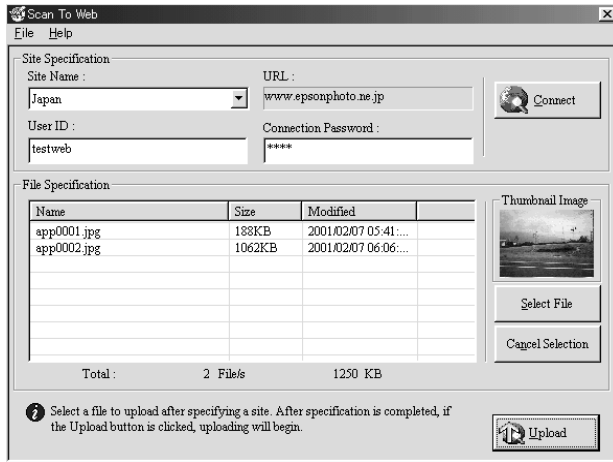 Scan To Web
File Help
Site Specification
Site Name : URL :
Japan www.epsonphoto.ne.jp
Connect
User ID : Connection Password :
testweb ****
File Specification
Name Size Modified
app0001.jpg 188KB 2001/02/07 05:41:...
app0002.jpg 1062KB 2001/02/07 06:06:...
Total : 2 File/s 1250 KB
Thumbnail Image
Select File
Cancel Selection
Select a file to upload after specifying a site. After specification is completed, if
the Upload button is clicked, uploading will begin.
Upload